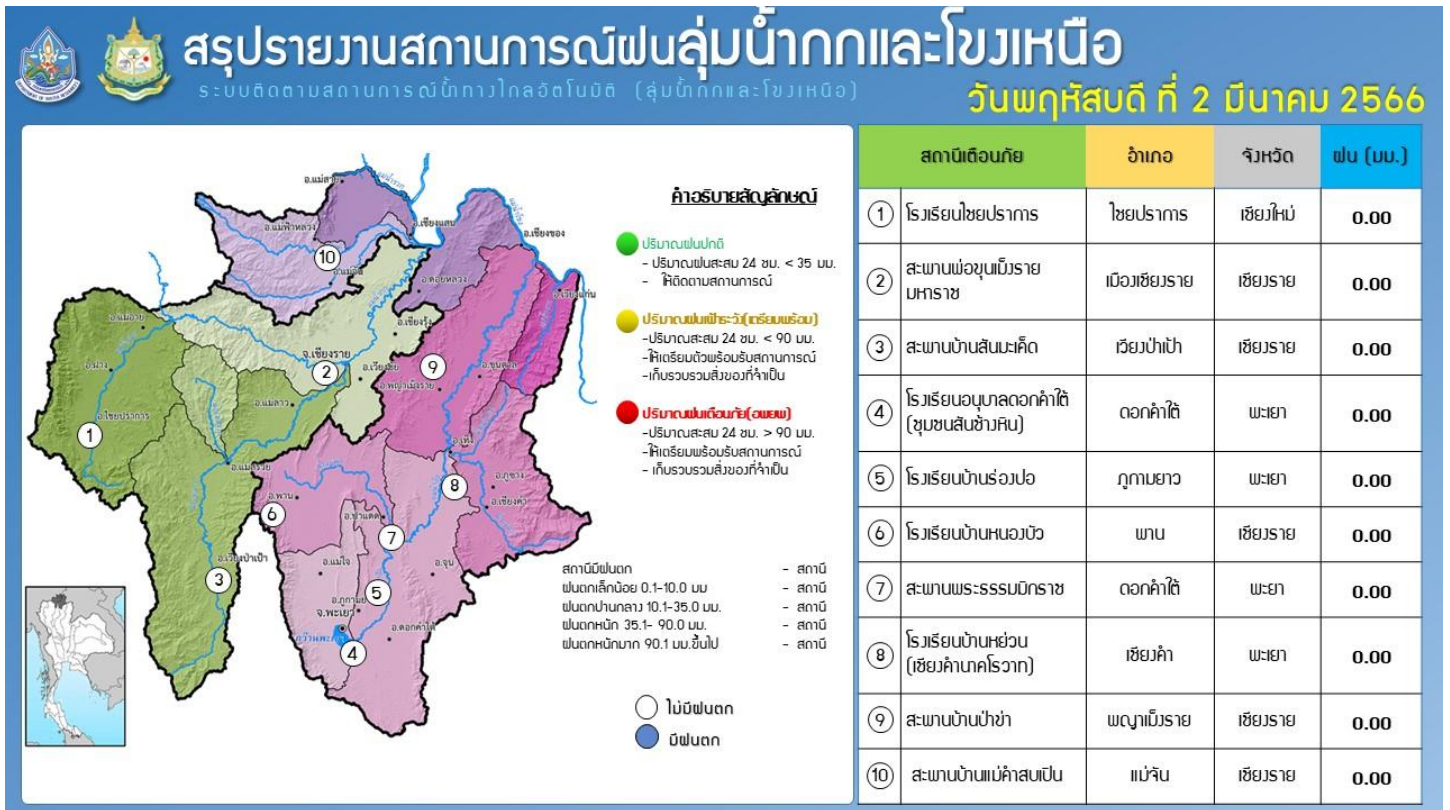 สรุปรายงานสถานการณ์ฝนลุ่มน้ำกกและโขงเหนือ
ระบบติดตามสถานการณ์น้ำทางไกลอัตโนมัติ (ลุ่มน้ำกกและโขงเหนือ)
วันพฤหัสบดี ที่ 2 มีนาคม 2566
อ.แม่สาย
อ.แม่ฟ้าหลวง
อ.เชียงแสน
อ.เชียงของ
10
อ.แม่จัน
อ.ดอยหลวง
อ.เวียงแก่น
อ.แม่อาย
อ.เชียงรุ้ง
จ.เชียงราย
2
อ.เวียงชัย
9
อ.ขุนตาล
อ.ฝาง
อ.พญาเม็งราย
อ.ไชยปราการ
อ.แม่ลาว
1
อ.เทิง
อ.แม่สรวย
8
อ.ภูซาง
อ.เชียงคำ
อ.พาน
6
อ.ป่าแดด
7
อ.เวียงป่าเป้า
3
อ.แม่ใจ
อ.จุน
5
จ.พะเยา
อ.ดอกคำใต้
กว๊านพะเยา
4
คำอธิบายสัญลักษณ์
ปริมาณฝนปกติ
- ปริมาณฝนสะสม 24 ชม. < 35 มม.
- ให้ติดตามสถานการณ์
ปริมาณฝนเฝ้าระวัง(เตรียมพร้อม)
-ปริมาณสะสม 24 ชม. < 90 มม.
-ให้เตรียมตัวพร้อมรับสถานการณ์
-เก็บรวบรวมสิ่งของที่จำเป็น
ปริมาณฝนเตือนภัย(อพยพ)
-ปริมาณสะสม 24 ชม. > 90 มม.
-ให้เตรียมพร้อมรับสถานการณ์
- เก็บรวบรวมสิ่งของที่จำเป็น
สถานีมีฝนตก - สถานี
ฝนตกเล็กน้อย 0.1-10.0 มม - สถานี
ฝนตกปานกลาง 10.1-35.0 มม. - สถานี
ฝนตกหนัก 35.1- 90.0 มม. - สถานี
ฝนตกหนักมาก 90.1 มม.ขึ้นไป - สถานี
ไม่มีฝนตก
มีฝนตก
สถานีเตือนภัย อำเภอ จังหวัด ฝน (มม.)
1 โรงเรียนไชยปราการ ไชยปราการ เชียงใหม่ 0.00
2 สะพานพ่อขุนเม็งราย
มหาราช เมืองเชียงราย เชียงราย 0.00
3 สะพานบ้านสันมะเค็ด เวียงป่าเป้า เชียงราย 0.00
4 โรงเรียนอนุบาลดอกคำใต้
(ชุมชนสันช้างหิน) ดอกคำใต้ พะเยา 0.00
5 โรงเรียนบ้านร่องปอ ภูกามยาว พะเยา 0.00
6 โรงเรียนบ้านหนองบัว พาน เชียงราย 0.00
7 สะพานพระธรรมมิกราช ดอกคำใต้ พะเยา 0.00
8 โรงเรียนบ้านหย่วน
(เชียงคำนาคโรวาท) เชียงคำ พะเยา 0.00
9 สะพานบ้านป่าข่า พญาเม็งราย เชียงราย 0.00
10 สะพานบ้านแม่คำสบเปิน แม่จัน เชียงราย 0.00